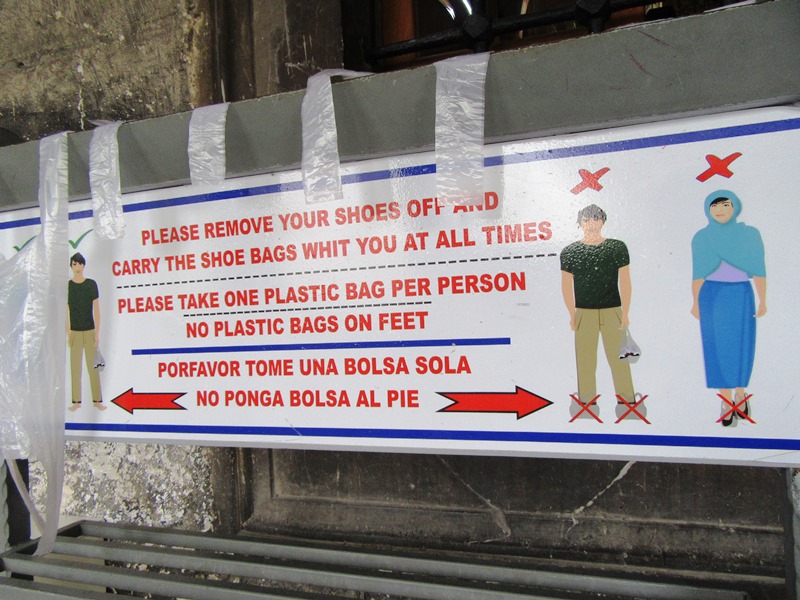 PLEASE REMOVE YOUR SHOES OFF AND
CARRY THE SHOE BAGS WHIT YOU AT ALL TIMES
PLEASE TAKE ONE PLASTIC BAG PER PERSON
NO PLASTIC BAGS ON FEET
PORFAVOR TOME UNA BOLSA SOLA
NO PONGA BOLSA AL PIE